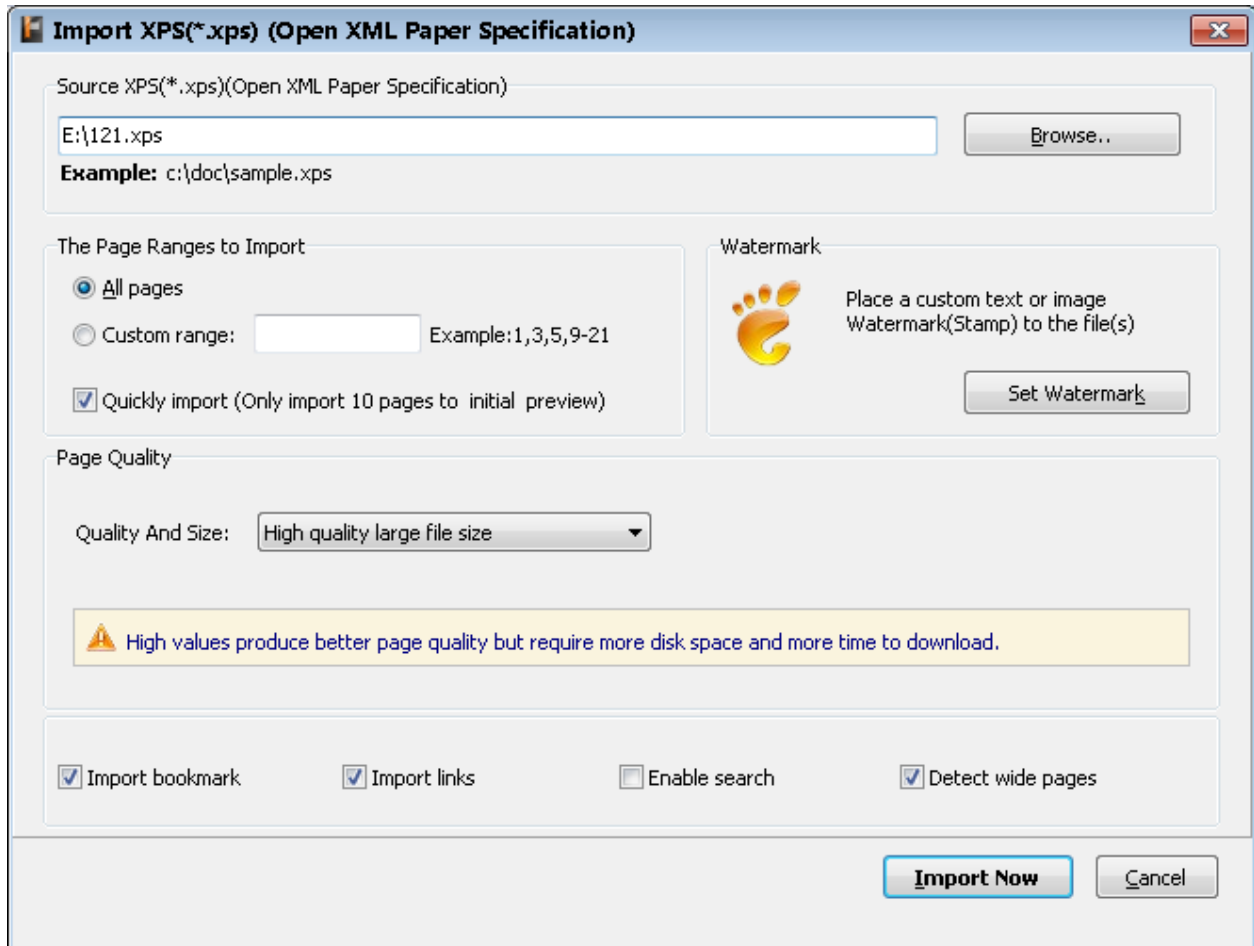 Import XPS(*.xps) (Open XML Paper Specification)
Source XPS(*.xps)(Open XML Paper Specification)
E:\121.xps
Browse..
Example: c:\doc\sample.xps
The Page Ranges to Import
All pages
Custom range:
Example:1,3,5,9-21
Quickly import (Only import 10 pages to initial preview)
Watermark
Place a custom text or image
Watermark(Stamp) to the file(s)
Set Watermark
Page Quality
Quality And Size:
High quality large file size
High values produce better page quality but require more disk space and more time to download.
Import bookmark
Import links
Enable search
Detect wide pages
Import Now
Cancel